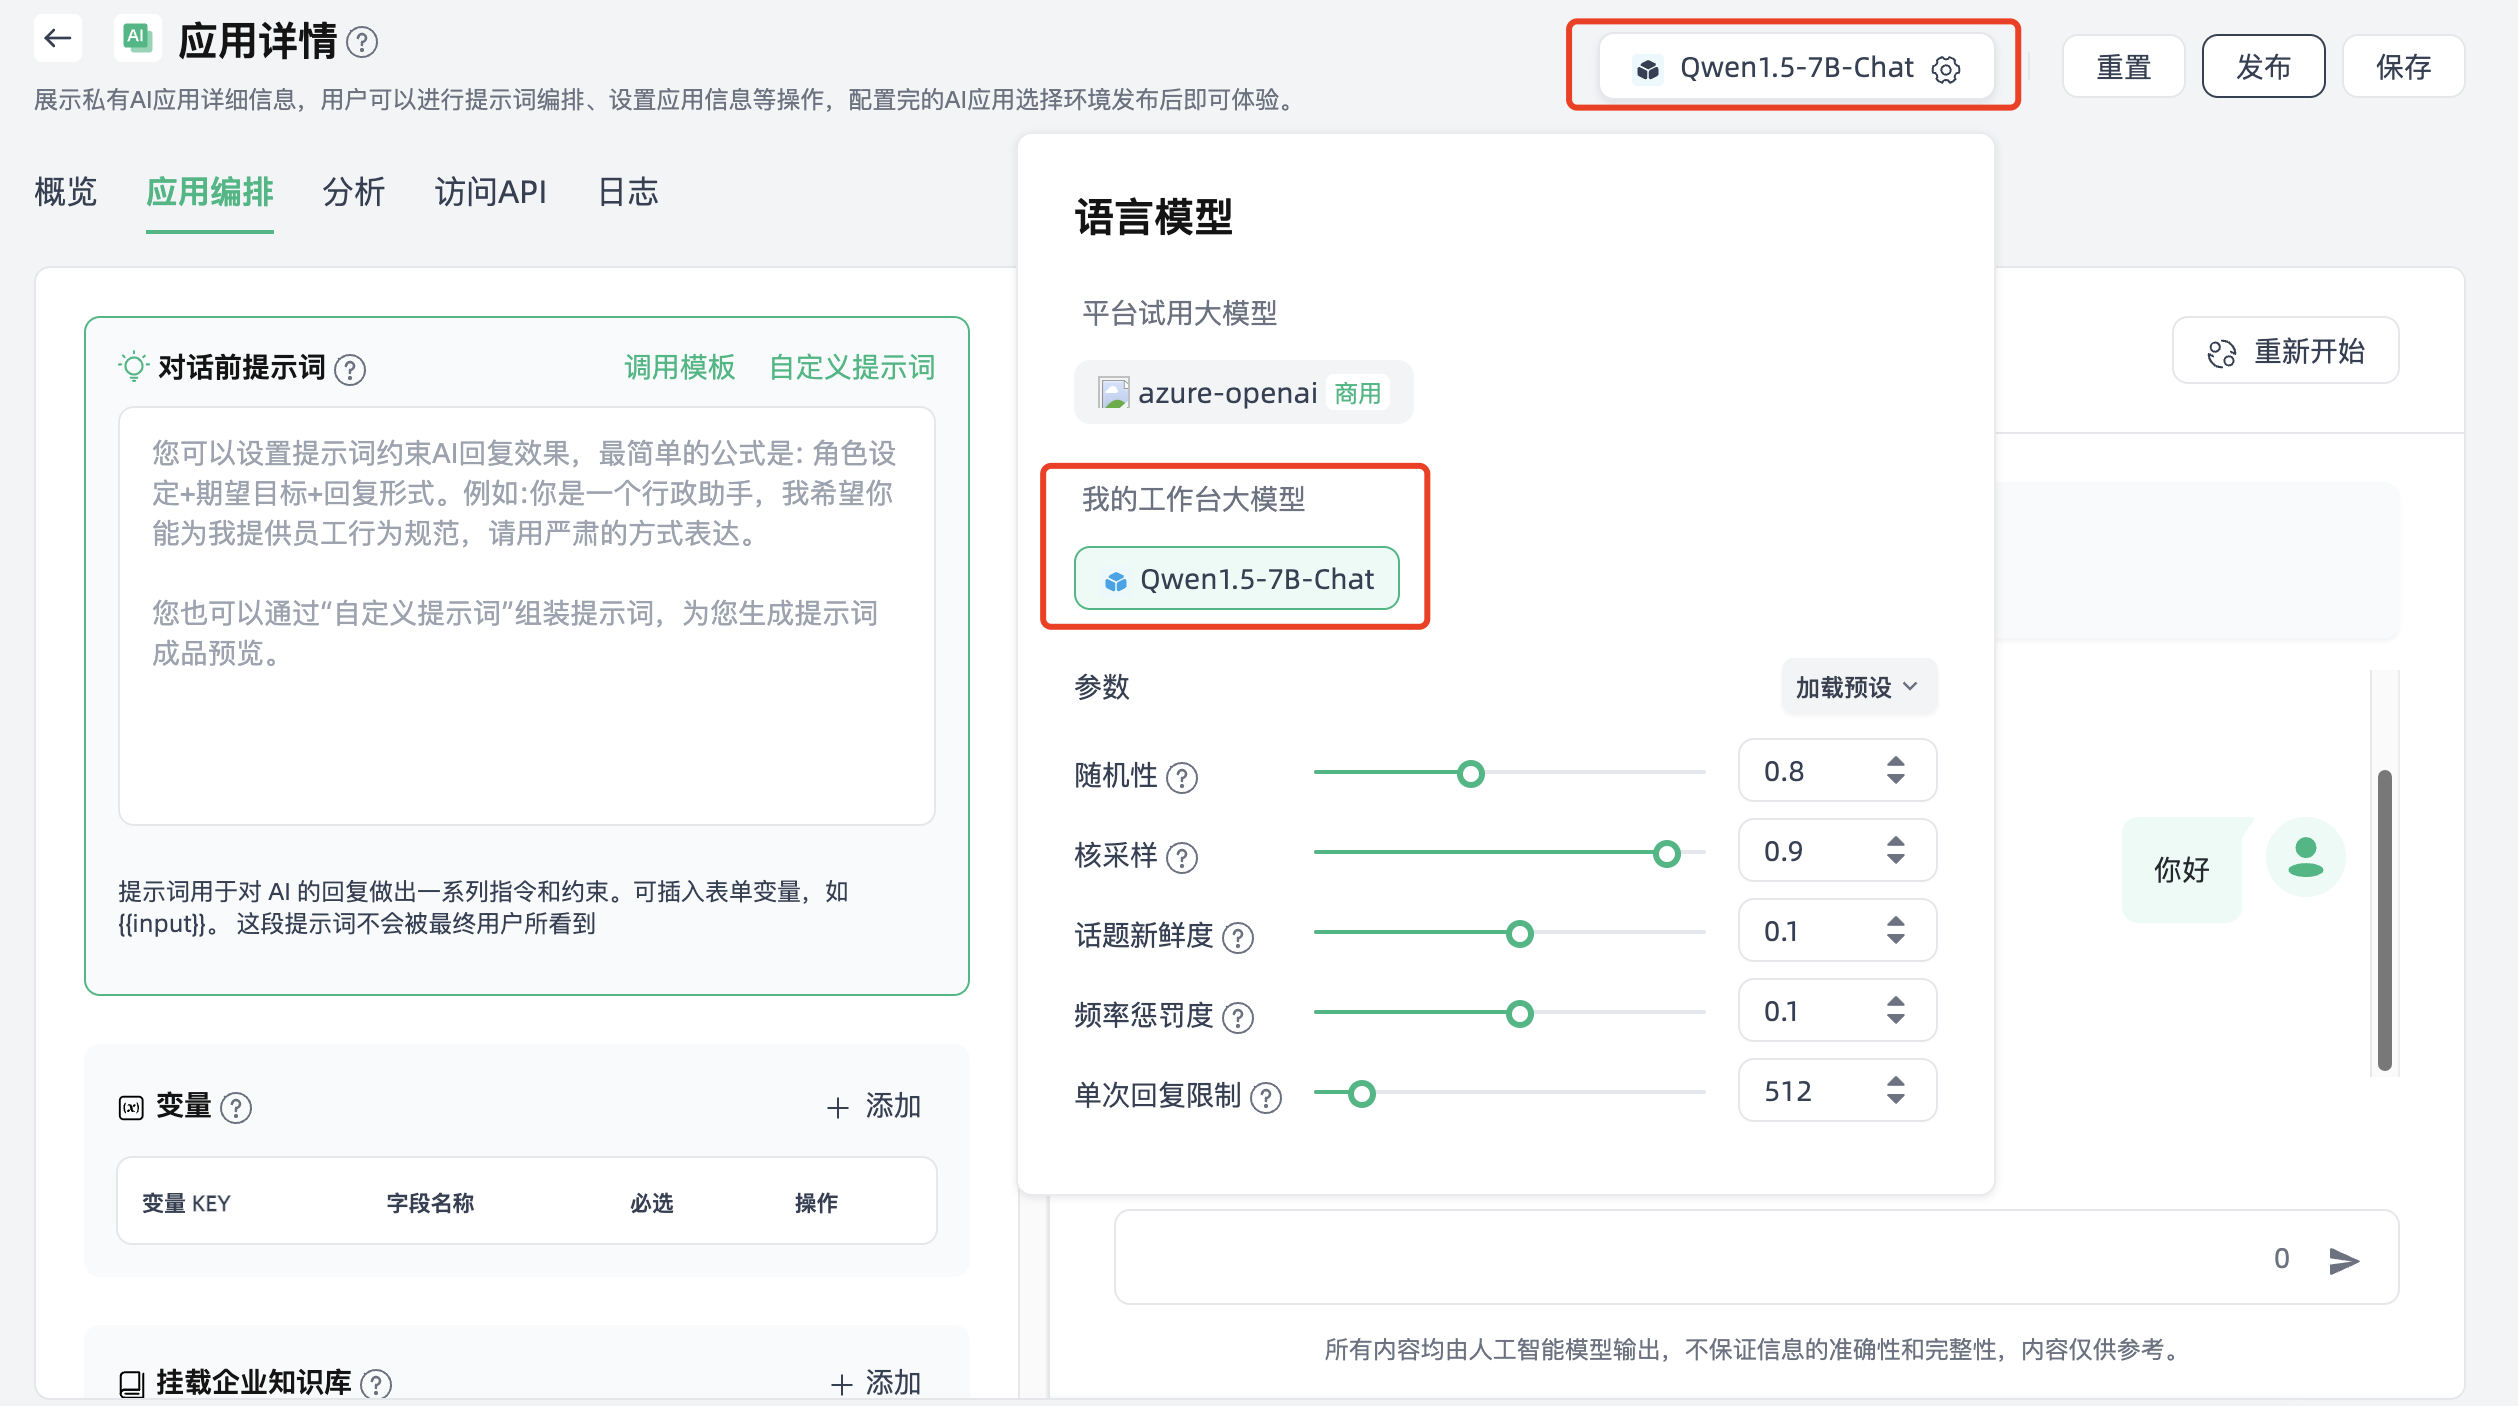 AI 应用详情
Qwen1.5-7B-Chat
重置
发布
保存
展示私有AI应用详细信息，用户可以进行提示词编排、设置应用信息等操作，配置完的AI应用选择环境发布后即可体验。
概览
应用编排
分析
访问API
日志
对话前提示词
调用模板
自定义提示词
您可以设置提示词约束AI回复效果，最简单的公式是: 角色设
定+期望目标+回复形式。例如:你是一个行政助手，我希望你
能为我提供员工行为规范，请用严肃的方式表达。
您也可以通过“自定义提示词”组装提示词，为您生成提示词
成品预览。
提示词用于对 AI 的回复做出一系列指令和约束。可插入表单变量，如
{{input}}。 这段提示词不会被最终用户所看到
(x) 变量
添加
变量 KEY
字段名称
必选
操作
挂载企业知识库
添加
语言模型
平台试用大模型
azure-openai 商用
我的工作台大模型
Qwen1.5-7B-Chat
参数
加载预设
随机性
0.8
核采样
0.9
话题新鲜度
0.1
频率惩罚度
0.1
单次回复限制
512
重新开始
你好
0
所有内容均由人工智能模型输出，不保证信息的准确性和完整性，内容仅供参考。